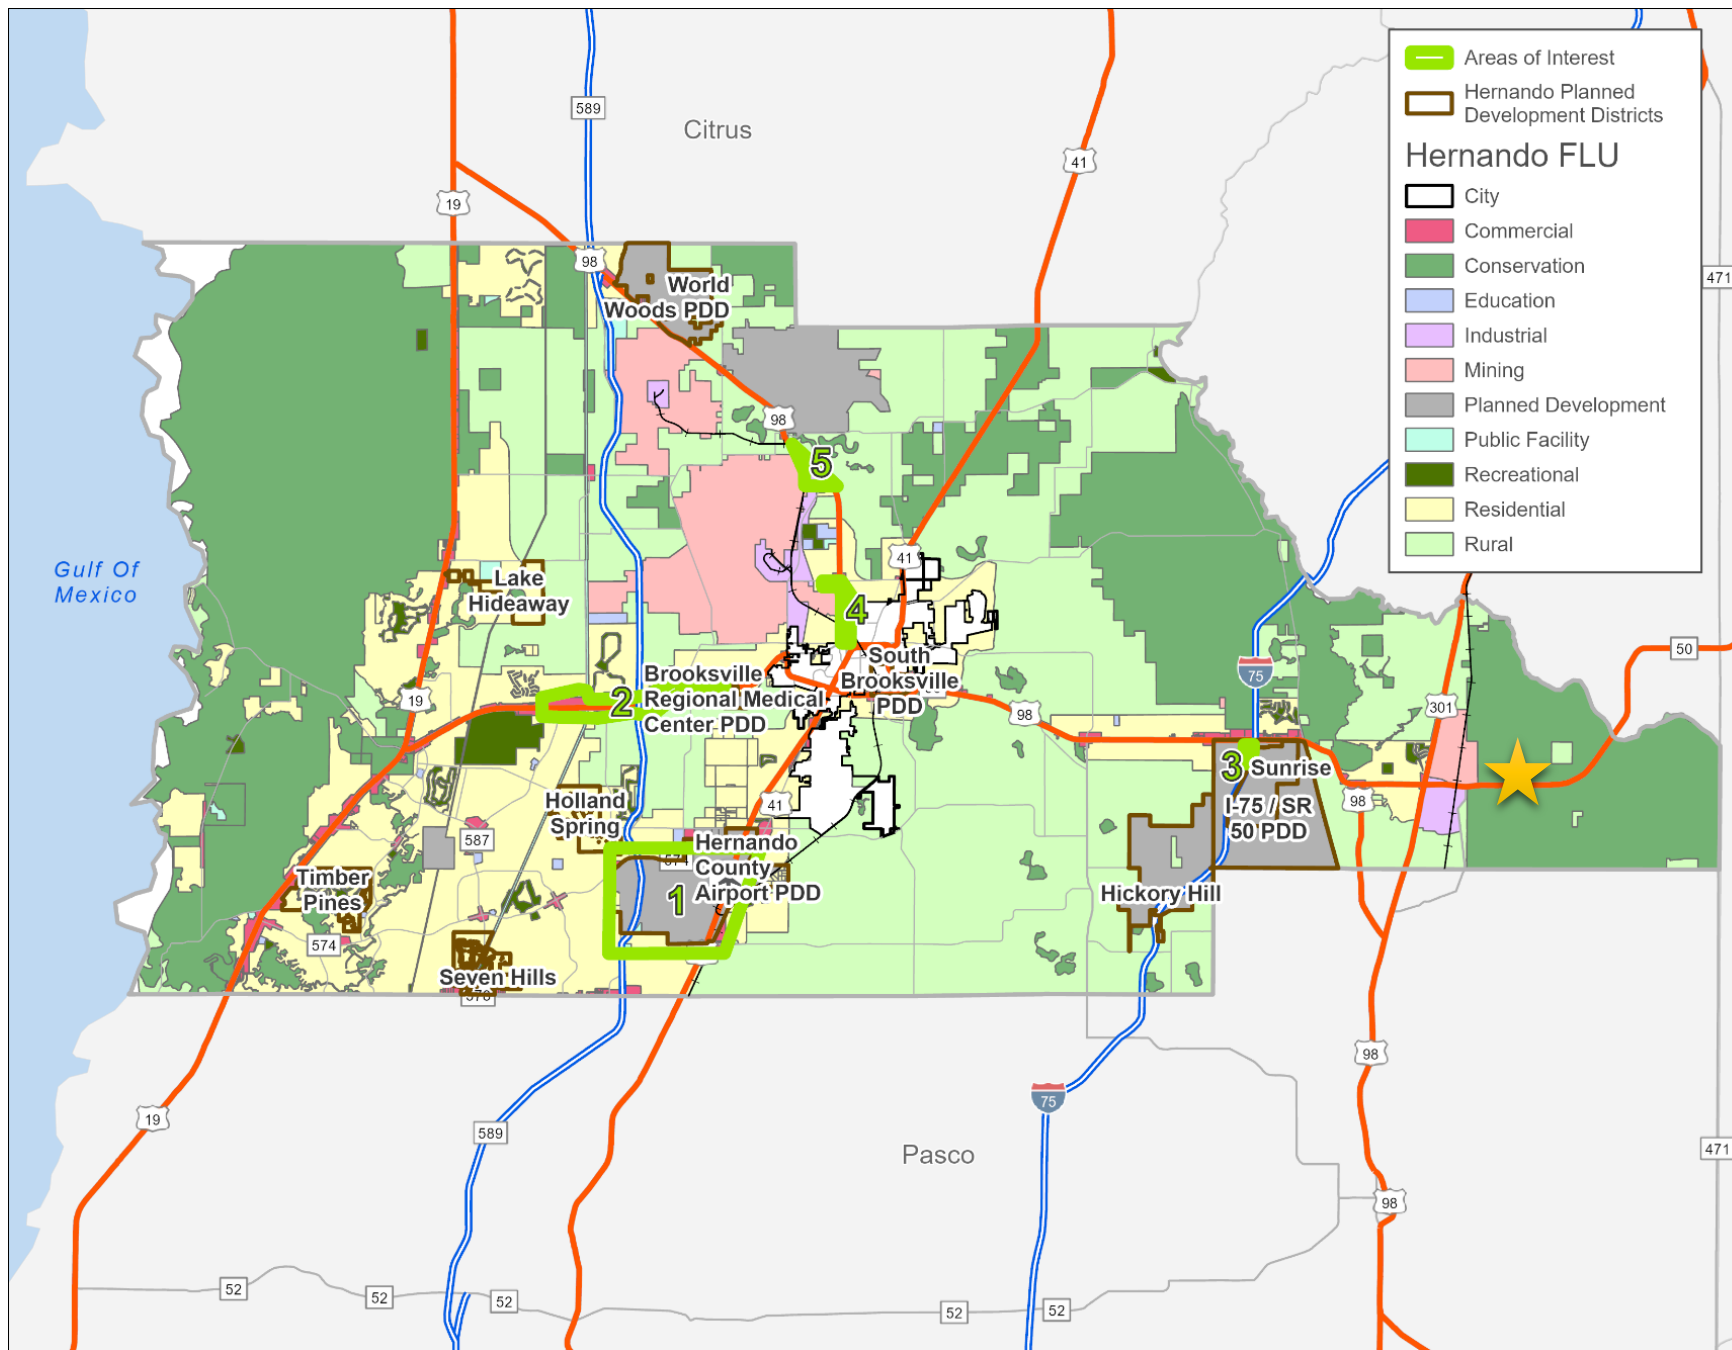 Areas of Interest
Hernando Planned
Development Districts
Hernando FLU
City
Commercial
Conservation
Education
Industrial
Mining
Planned Development
Public Facility
Recreational
Residential
Rural
589
Citrus
41
19
98
471
World
Woods PDD
98
5
41
Gulf Of
Mexico
Lake
Hideaway
4
50
South
Brooksville
PDD
75
Brooksville
Regional Medical
Center PDD
2
19
98
301
3
Sunrise
I-75 / SR
50 PDD
98
Holland
Spring
41
587
Hernando
County
Airport PDD
1
Timber
Pines
Hickory Hill
574
Seven Hills
98
75
19
589
Pasco
471
98
52
52
52
52
52